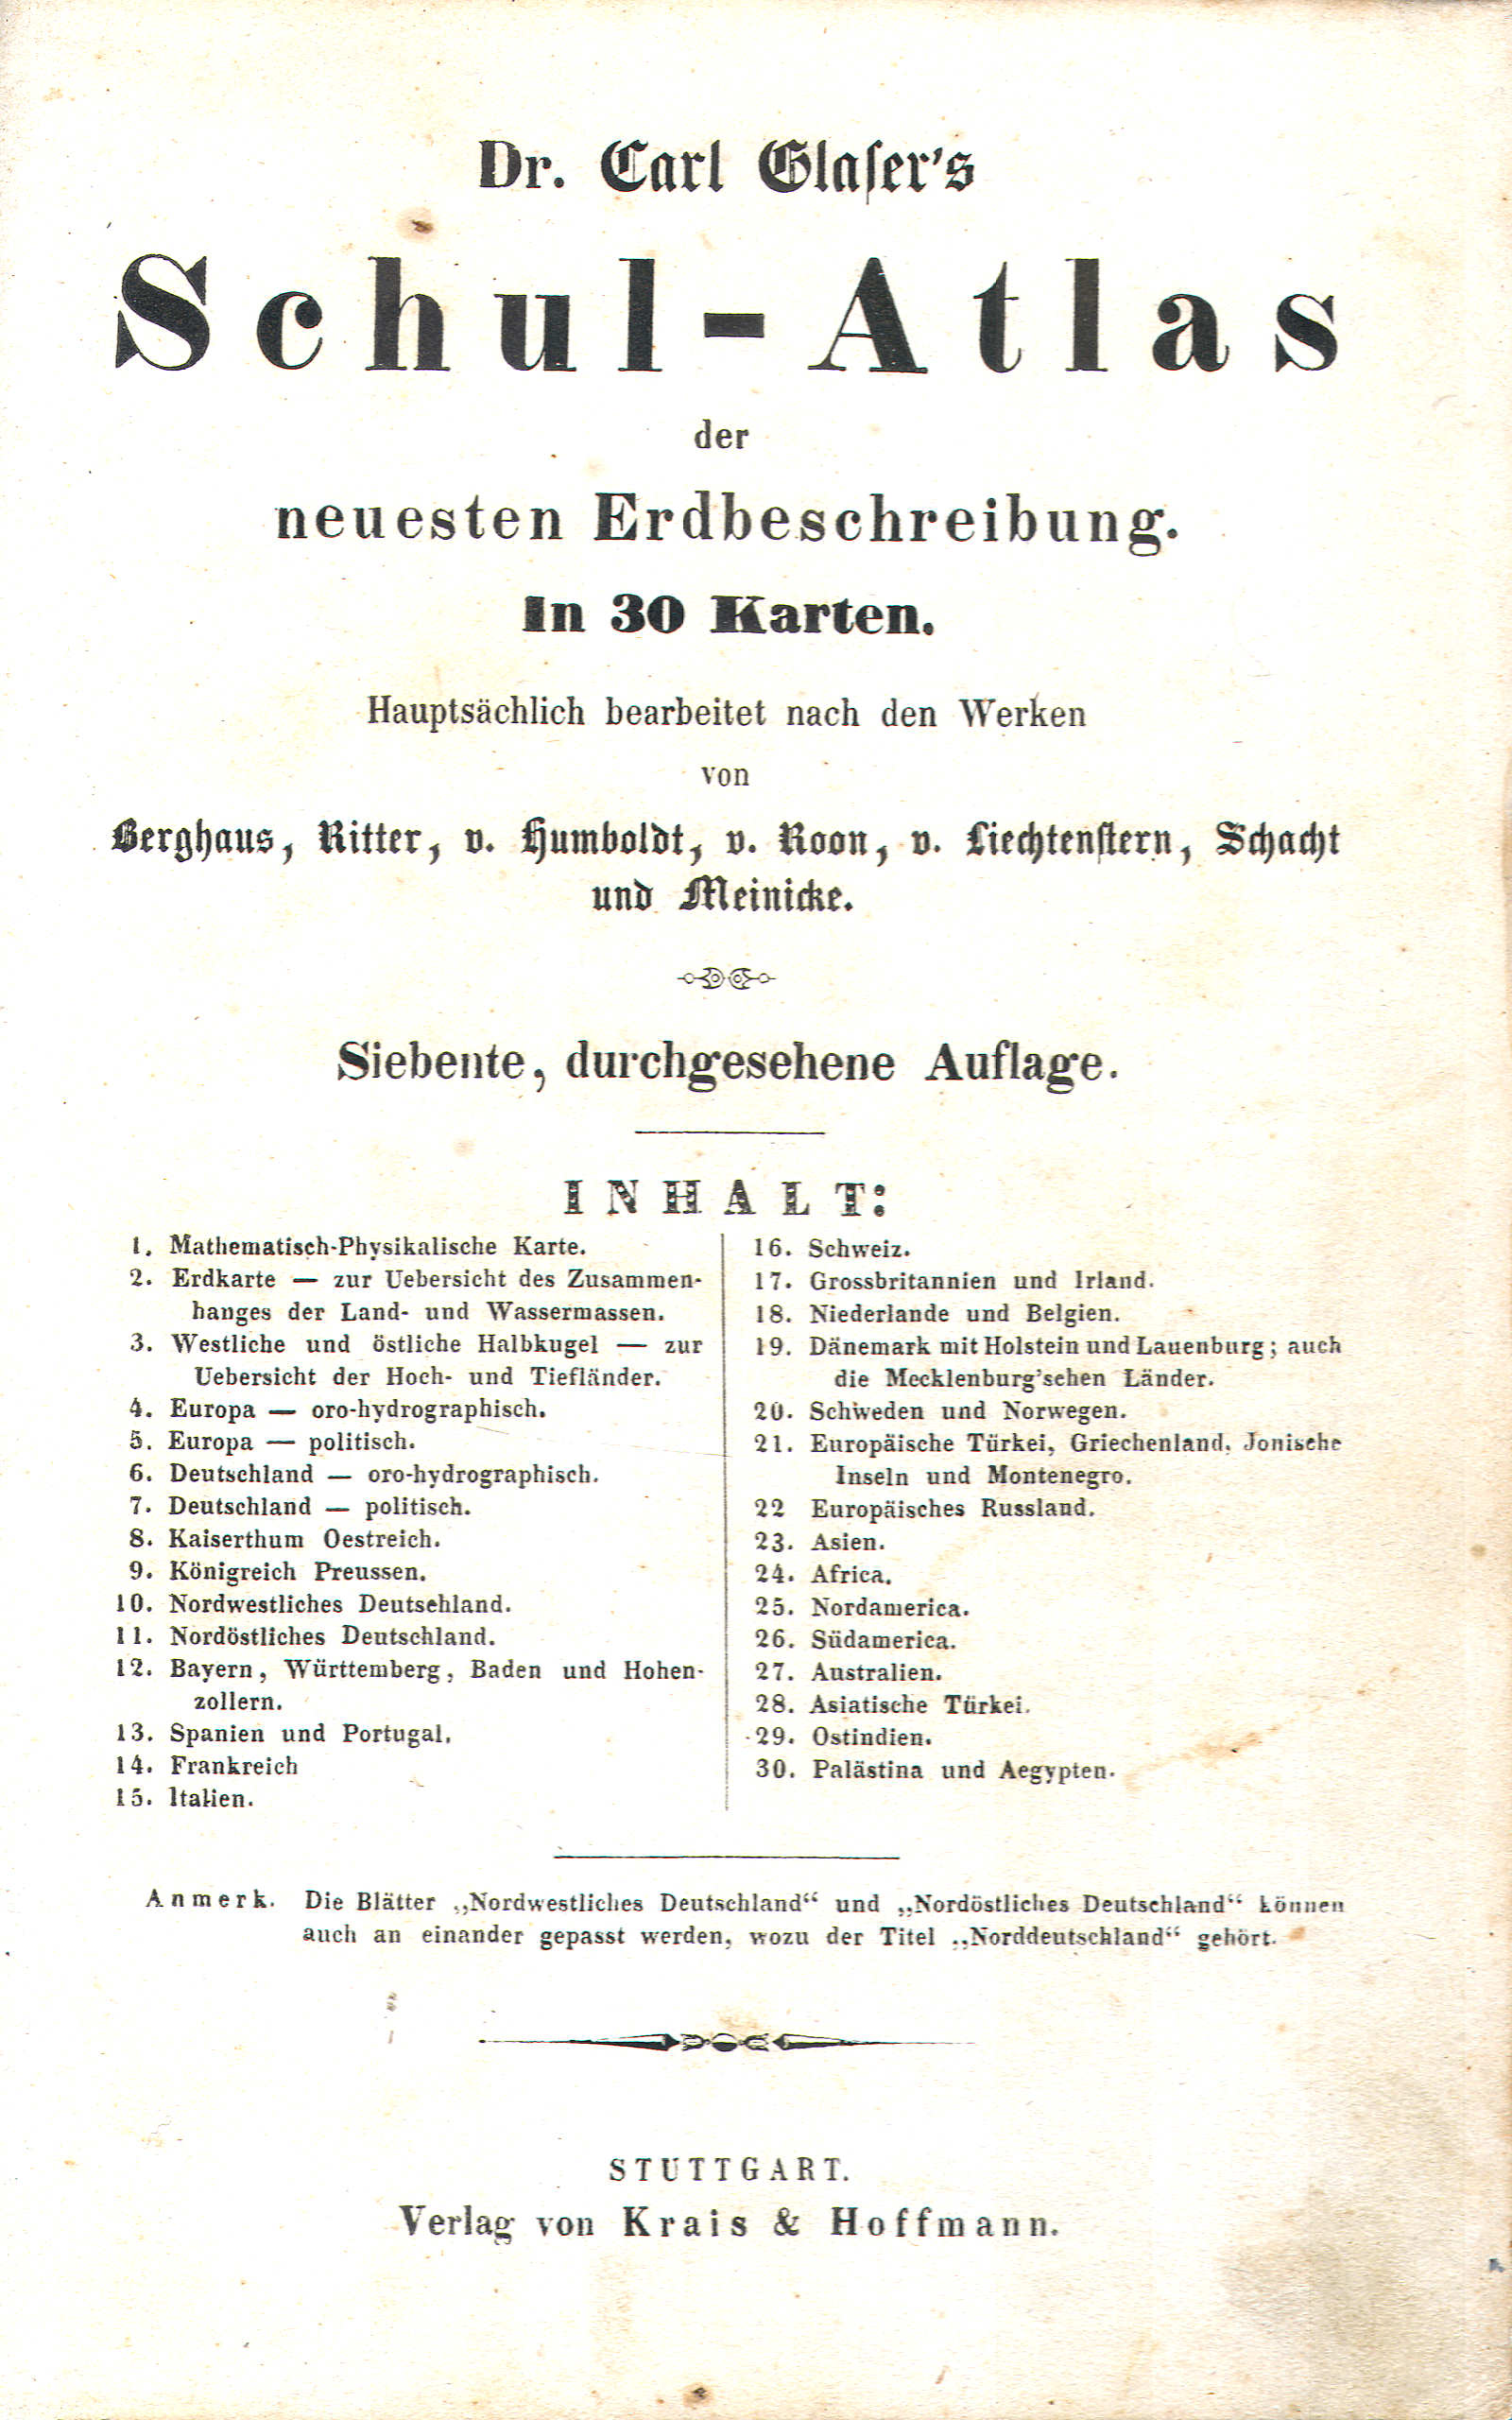 Dr. Carl Glaſer's
Schul-Atlas
der
neuesten Erdbeschreibung.
In 30 Karten.
Hauptsächlich bearbeitet nach den Werken
von
Berghaus, Ritter, v. Humboldt, v. Roon, v. Liechtenſtern, Schacht
und Meinicke.
Siebente, durchgesehene Auflage.
INHALT:
1. Mathematisch-Physikalische Karte.
2. Erdkarte — zur Uebersicht des Zusammen-
hanges der Land- und Wassermassen.
3. Westliche und östliche Halbkugel — zur
Uebersicht der Hoch- und Tiefländer.
4. Europa — oro-hydrographisch.
5. Europa — politisch.
6. Deutschland — oro-hydrographisch.
7. Deutschland — politisch.
8. Kaiserthum Oestreich.
9. Königreich Preussen.
10. Nordwestliches Deutschland.
11. Nordöstliches Deutschland.
12. Bayern, Württemberg, Baden und Hohen-
zollern.
13. Spanien und Portugal.
14. Frankreich
15. Italien.
16. Schweiz.
17. Grossbritannien und Irland.
18. Niederlande und Belgien.
19. Dänemark mit Holstein und Lauenburg; auch
die Mecklenburg'schen Länder.
20. Schweden und Norwegen.
21. Europäische Türkei, Griechenland, Jonische
Inseln und Montenegro.
22 Europäisches Russland.
23. Asien.
24. Africa.
25. Nordamerica.
26. Südamerica.
27. Australien.
28. Asiatische Türkei.
29. Ostindien.
30. Palästina und Aegypten.
Anmerk. Die Blätter „Nordwestliches Deutschland“ und „Nordöstliches Deutschland“ können
auch an einander gepasst werden, wozu der Titel „Norddeutschland“ gehört.
STUTTGART.
Verlag von Krais & Hoffmann.